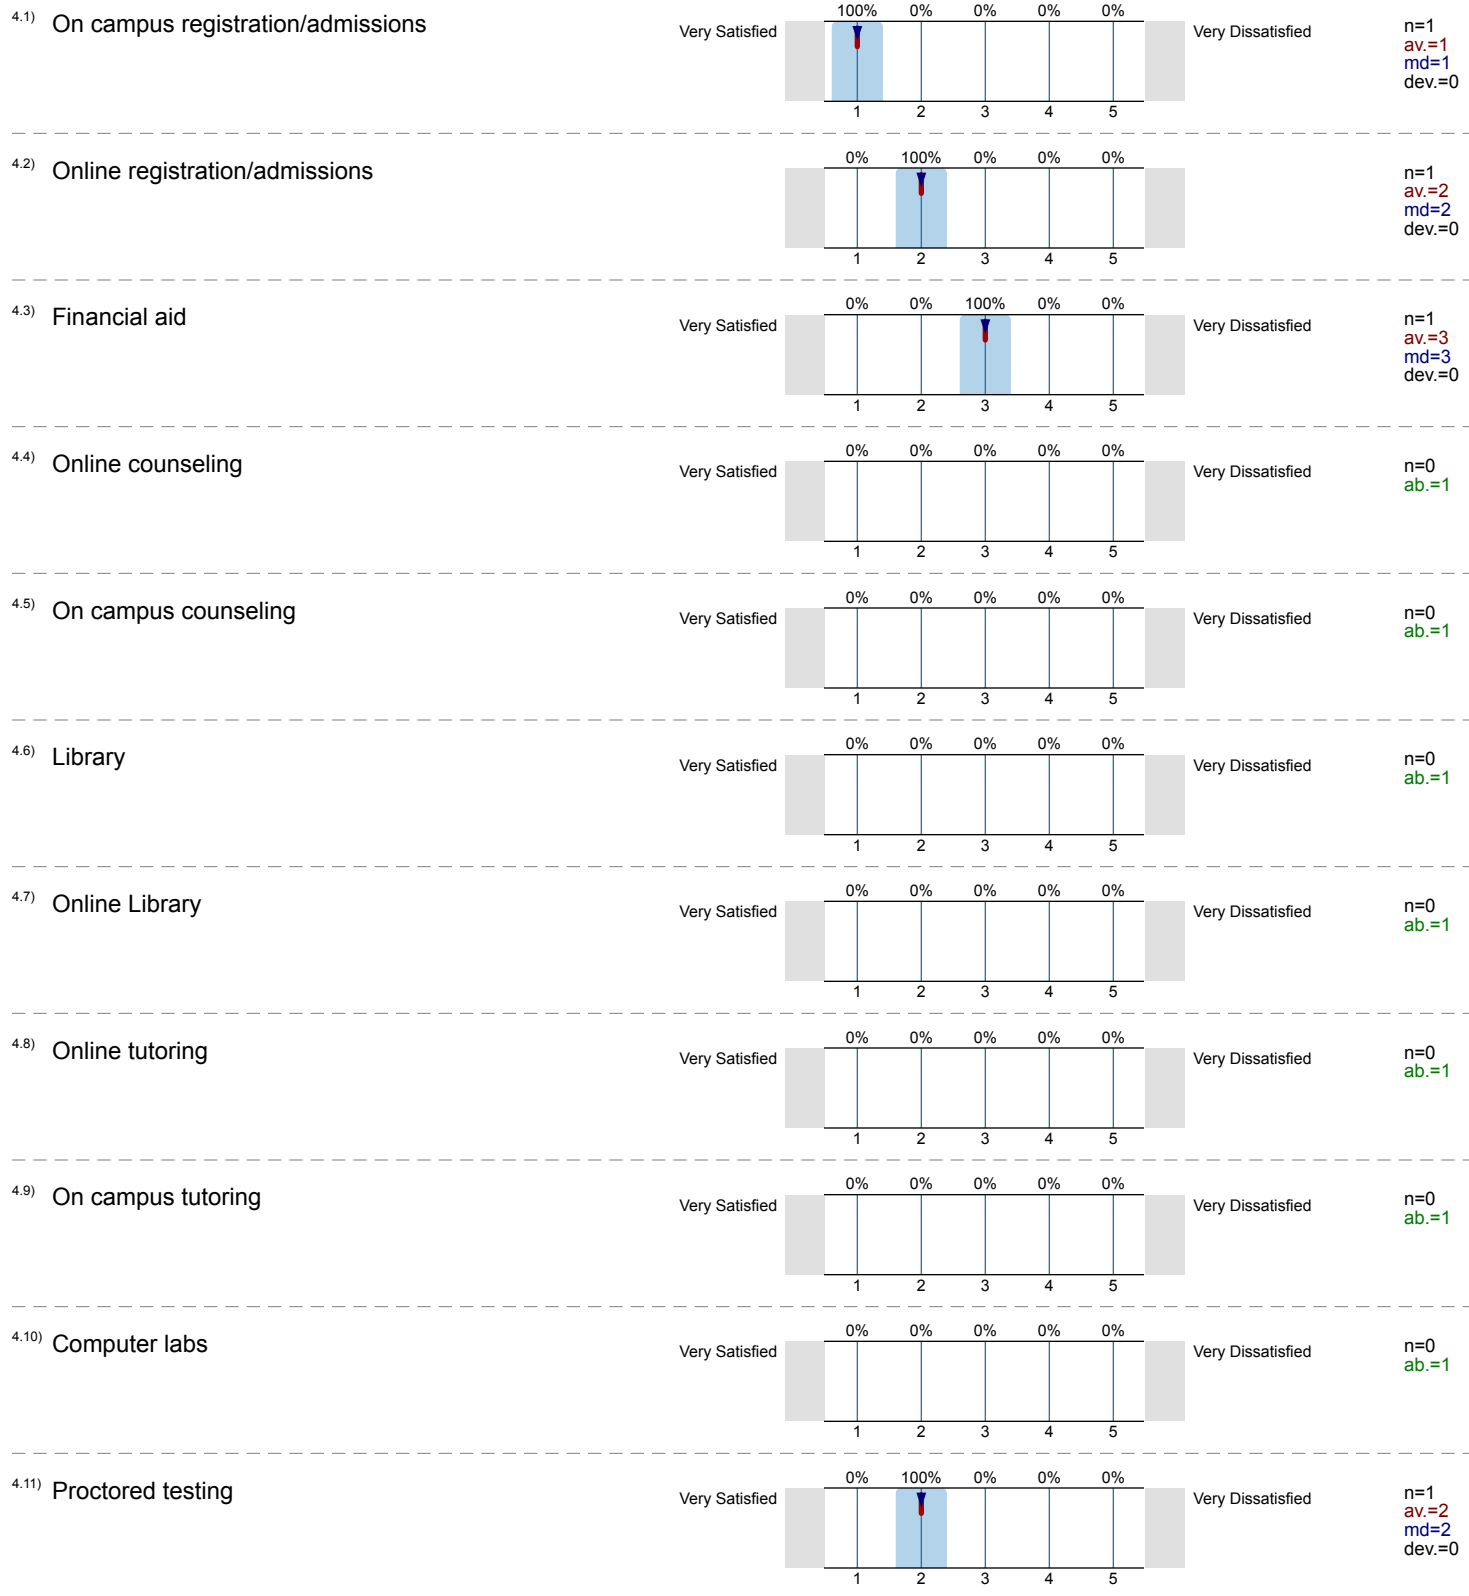 4.1) On campus registration/admissions
100% 0% 0% 0% 0%
Very Satisfied Very Dissatisfied
n=1
av.=1
md=1
dev.=0
1 2 3 4 5
4.2) Online registration/admissions
0% 100% 0% 0% 0%
n=1
av.=2
md=2
dev.=0
1 2 3 4 5
4.3) Financial aid
0% 0% 100% 0% 0%
Very Satisfied Very Dissatisfied
n=1
av.=3
md=3
dev.=0
1 2 3 4 5
4.4) Online counseling
0% 0% 0% 0% 0%
Very Satisfied Very Dissatisfied
n=0
ab.=1
1 2 3 4 5
4.5) On campus counseling
0% 0% 0% 0% 0%
Very Satisfied Very Dissatisfied
n=0
ab.=1
1 2 3 4 5
4.6) Library
0% 0% 0% 0% 0%
Very Satisfied Very Dissatisfied
n=0
ab.=1
1 2 3 4 5
4.7) Online Library
0% 0% 0% 0% 0%
Very Satisfied Very Dissatisfied
n=0
ab.=1
1 2 3 4 5
4.8) Online tutoring
0% 0% 0% 0% 0%
Very Satisfied Very Dissatisfied
n=0
ab.=1
1 2 3 4 5
4.9) On campus tutoring
0% 0% 0% 0% 0%
Very Satisfied Very Dissatisfied
n=0
ab.=1
1 2 3 4 5
4.10) Computer labs
0% 0% 0% 0% 0%
Very Satisfied Very Dissatisfied
n=0
ab.=1
1 2 3 4 5
4.11) Proctored testing
0% 100% 0% 0% 0%
Very Satisfied Very Dissatisfied
n=1
av.=2
md=2
dev.=0
1 2 3 4 5